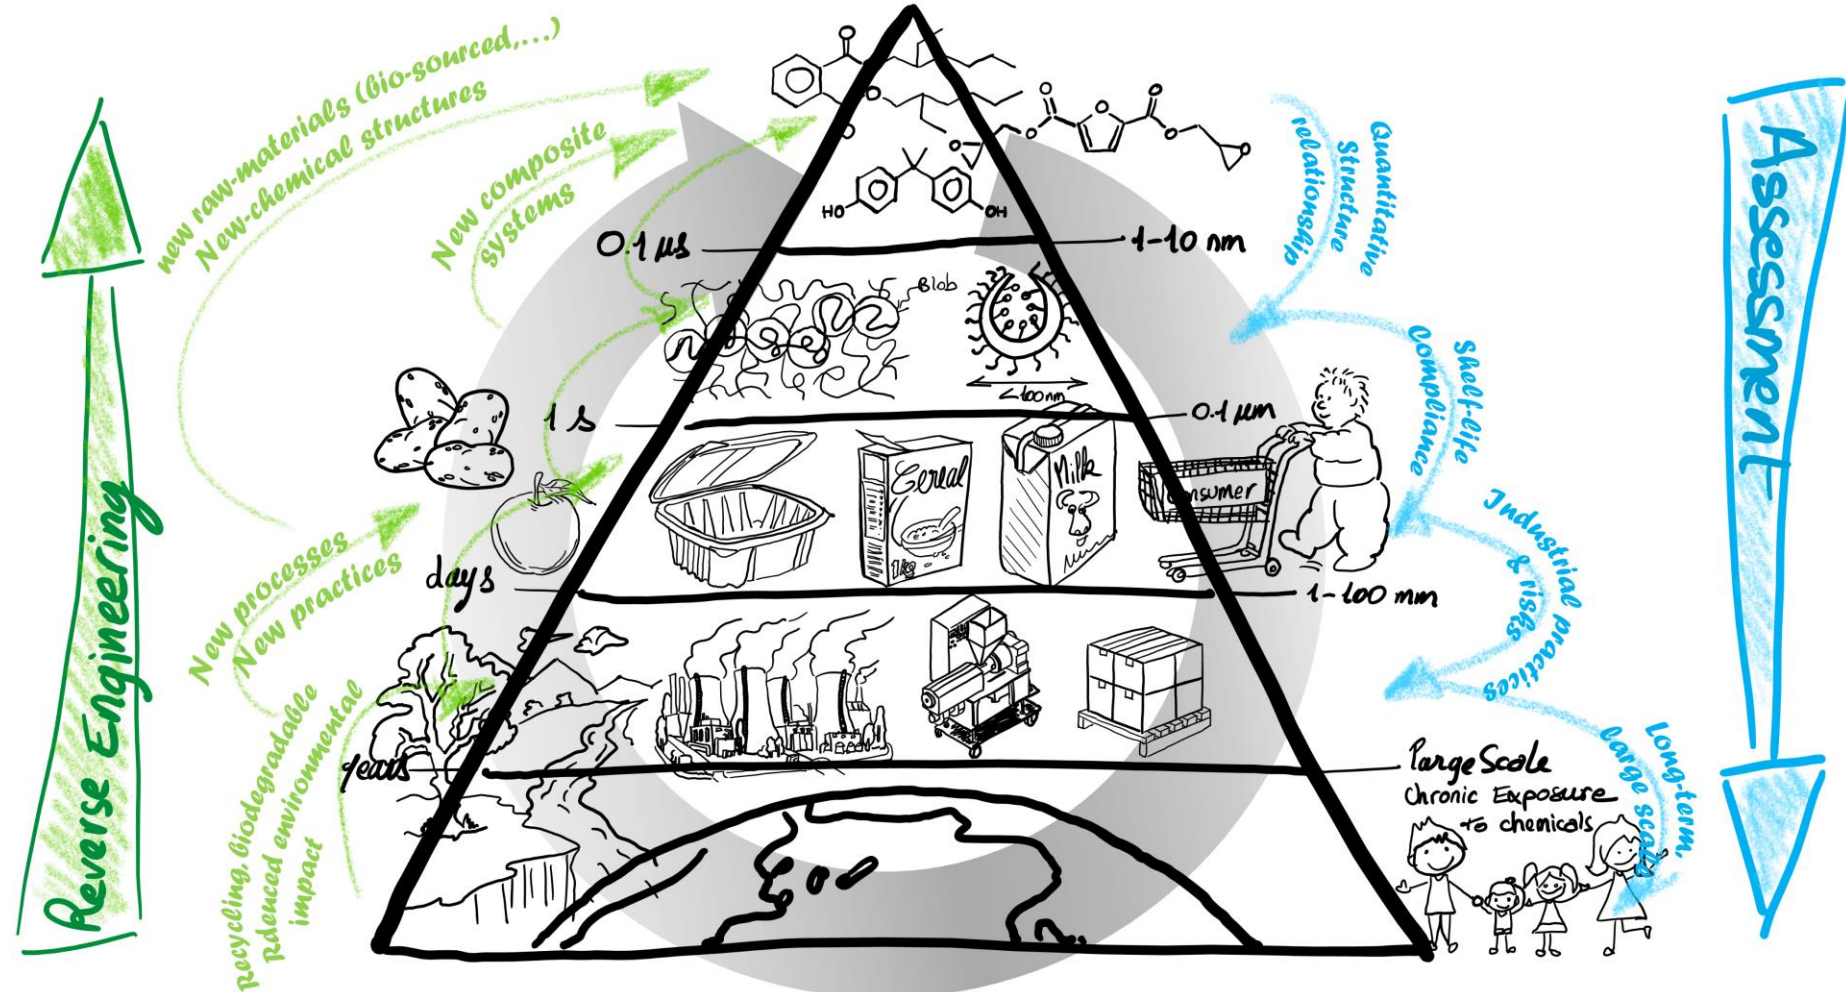 new raw-materials (bio-sourced,...)
New-chemical structures
New composite
systems
O
O
O
O
O
O
O
O
O
O
HO
OH
0.1 µs
1-10 nm
Quantitative
Structure
relationship
Blob
<100nm
1 s
0.1 µm
Shelf-life
compliance
Cereal
1kg
Milk
Consumer
days
1-100 mm
New processes
New practices
Industrial practices
& risks
Recycling, biodegradable
Rdeuced environmental
impact
years
Parge Scale
Chronic Exposure
to chemicals
Long-term,
large scale
Reverse Engineering
Assessment